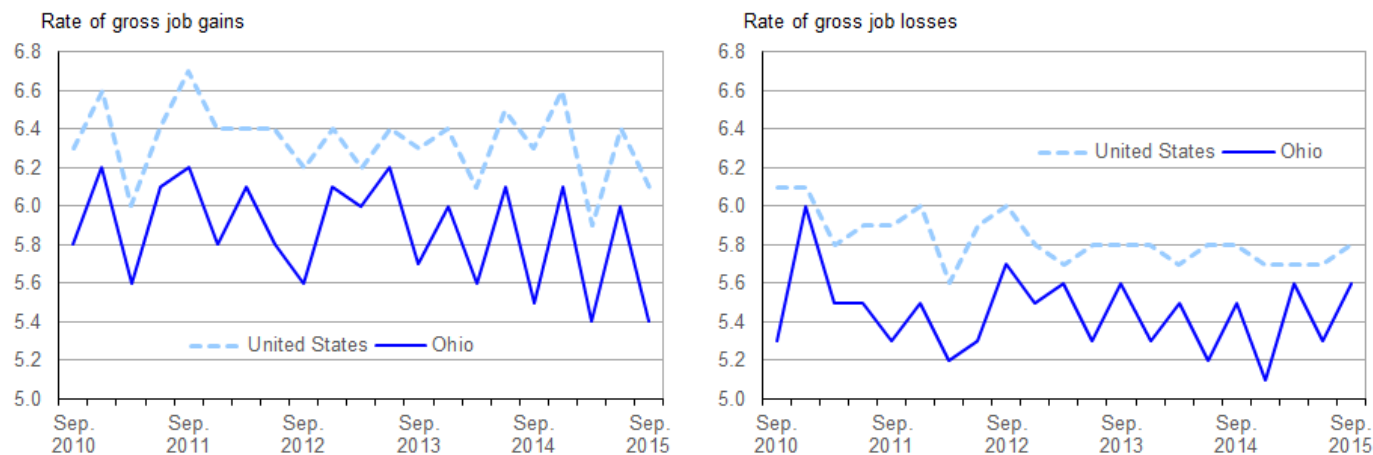 Rate of gross job gains
6.8
6.6
6.4
6.2
6.0
5.8
5.6
5.4
5.2
5.0
United States
Ohio
Sep. 2010
Sep. 2011
Sep. 2012
Sep. 2013
Sep. 2014
Sep. 2015
Rate of gross job losses
6.8
6.6
6.4
6.2
6.0
5.8
5.6
5.4
5.2
5.0
United States
Ohio
Sep. 2010
Sep. 2011
Sep. 2012
Sep. 2013
Sep. 2014
Sep. 2015